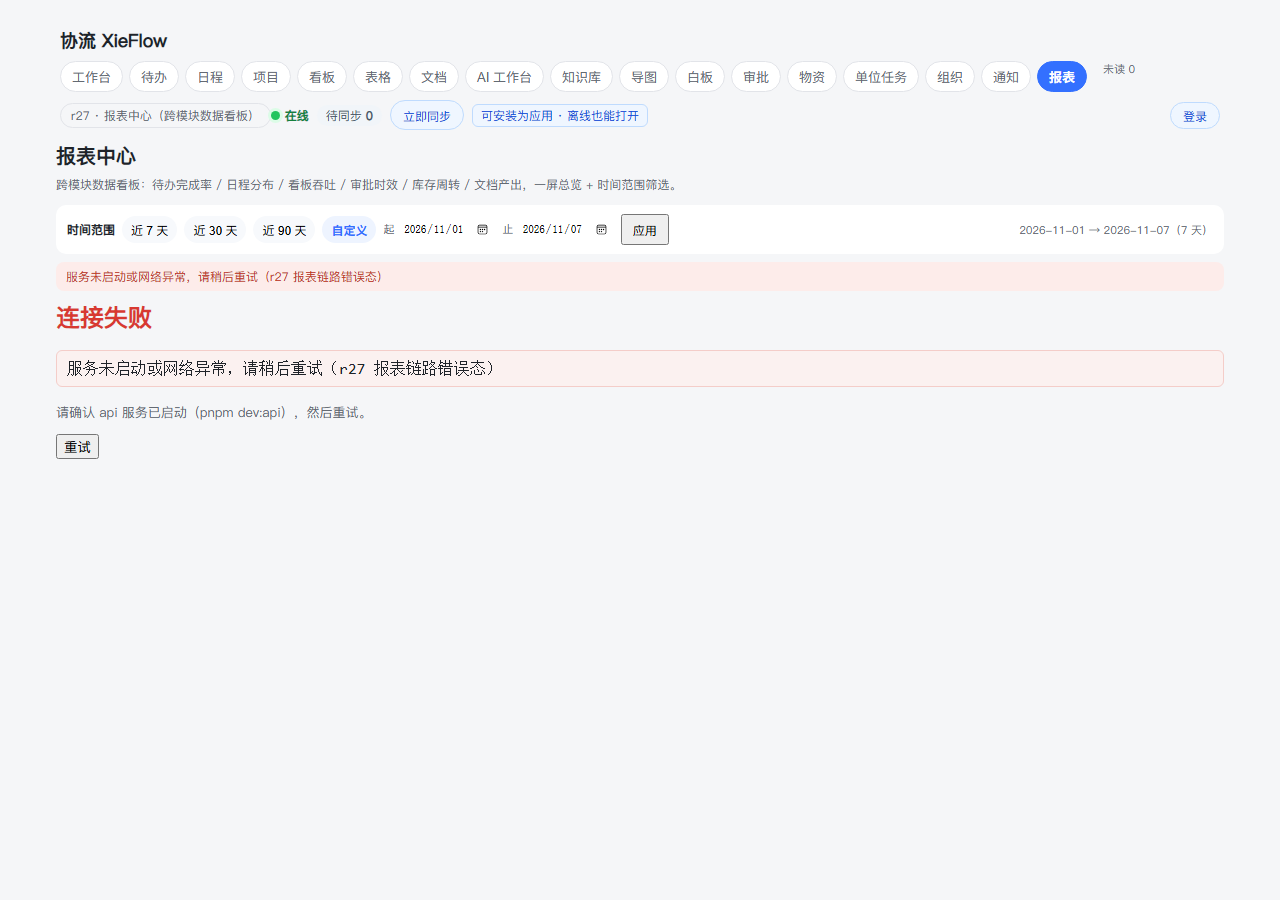 协流 XieFlow
工作台 待办 日程 项目 看板 表格 文档 AI 工作台 知识库 导图 白板 审批 物资 单位任务 组织 通知 报表 未读 0
r27 · 报表中心（跨模块数据看板） 在线 待同步 0 立即同步 可安装为应用 · 离线也能打开 登录
报表中心
跨模块数据看板：待办完成率 / 日程分布 / 看板吞吐 / 审批时效 / 库存周转 / 文档产出，一屏总览 + 时间范围筛选。
时间范围 近 7 天 近 30 天 近 90 天 自定义 起 2026/11/01 止 2026/11/07 应用 2026-11-01 → 2026-11-07（7 天）
服务未启动或网络异常，请稍后重试（r27 报表链路错误态）
连接失败
服务未启动或网络异常，请稍后重试（r27 报表链路错误态）
请确认 api 服务已启动（pnpm dev:api），然后重试。
重试